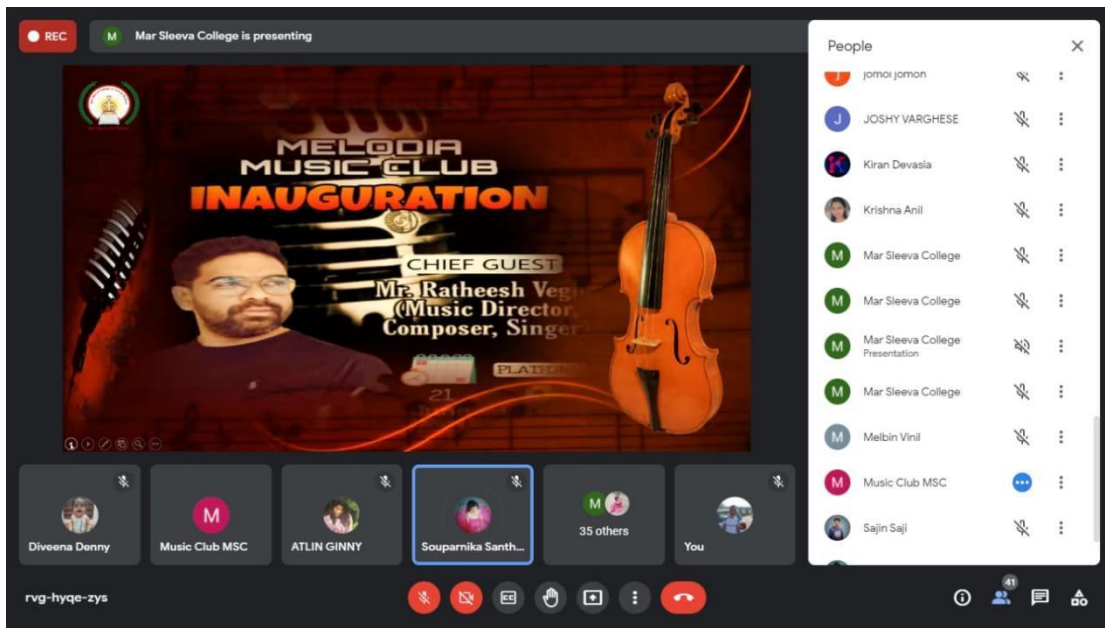 REC
M
Mar Sleeva College is presenting
MELODIA
MUSIC CLUB
INAUGURATION
CHIEF GUEST
Mr. Ratheesh
(Music Director,
Composer, Singer
21
Diveena Denny
M
Music Club MSC
ATLIN GINNY
Souparnika Santh...
M
35 others
You
rvg-hyqe-zys
CC
41
People
J
jomol jomon
J
JOSHY VARGHESE
K
Kiran Devasia
Krishna Anil
M
Mar Sleeva College
M
Mar Sleeva College
M
Mar Sleeva College
Presentation
M
Mar Sleeva College
M
Melbin Vinil
M
Music Club MSC
Sajin Saji